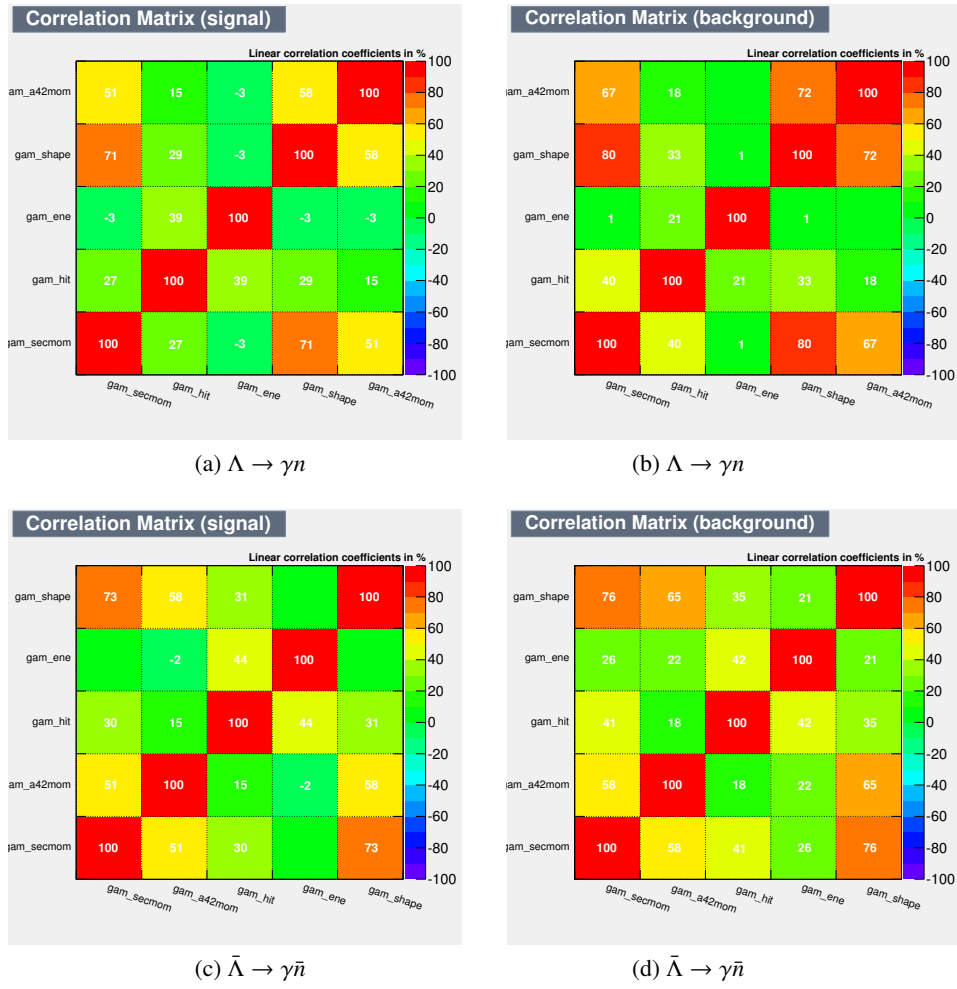 Correlation Matrix (signal)
Linear correlation coefficients in %
am_a42mom 51 15 -3 58 100
gam_shape 71 29 -3 100 58
gam_ene -3 39 100 -3 -3
gam_hit 27 100 39 29 15
gam_secmom 100 27 -3 71 51
100
80
60
40
20
0
-20
-40
-60
-80
-100
gam_secmom gam_hit gam_ene gam_shape gam_a42mom
(a) Λ → γn
Correlation Matrix (background)
Linear correlation coefficients in %
gam_a42mom 67 18 72 100
gam_shape 80 33 1 100 72
gam_ene 1 21 100 1
gam_hit 40 100 21 33 18
gam_secmom 100 40 1 80 67
100
80
60
40
20
0
-20
-40
-60
-80
-100
gam_secmom gam_hit gam_ene gam_shape gam_a42mom
(b) Λ → γn
Correlation Matrix (signal)
Linear correlation coefficients in %
gam_shape 73 58 31 100
gam_ene -2 44 100
gam_hit 30 15 100 44 31
am_a42mom 51 100 15 -2 58
gam_secmom 100 51 30 73
100
80
60
40
20
0
-20
-40
-60
-80
-100
gam_secmom gam_a42mom gam_hit gam_ene gam_shape
(c) Λ̄ → γn̄
Correlation Matrix (background)
Linear correlation coefficients in %
gam_shape 76 65 35 21 100
gam_ene 26 22 42 100 21
gam_hit 41 18 100 42 35
gam_a42mom 58 100 18 22 65
gam_secmom 100 58 41 26 76
100
80
60
40
20
0
-20
-40
-60
-80
-100
gam_secmom gam_a42mom gam_hit gam_ene gam_shape
(d) Λ̄ → γn̄